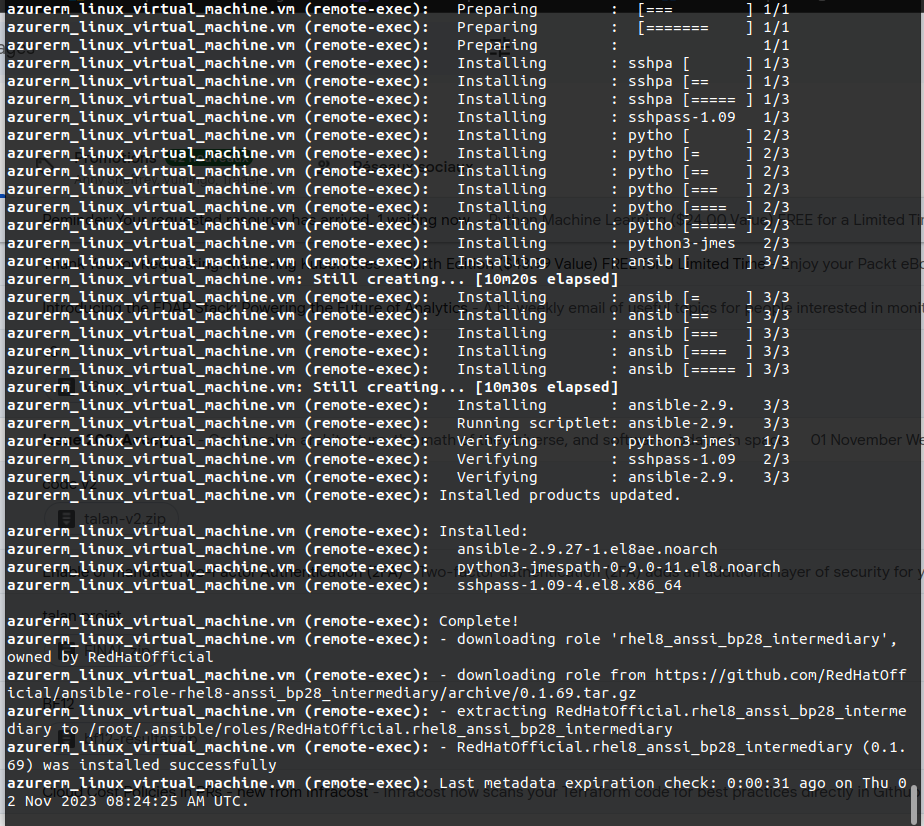 azurerm_linux_virtual_machine.vm (remote-exec):   Preparing        :  [===       ] 1/1
azurerm_linux_virtual_machine.vm (remote-exec):   Preparing        :  [=======   ] 1/1
azurerm_linux_virtual_machine.vm (remote-exec):   Preparing        :               1/1
azurerm_linux_virtual_machine.vm (remote-exec):   Installing       : sshpa [      ] 1/3
azurerm_linux_virtual_machine.vm (remote-exec):   Installing       : sshpa [==    ] 1/3
azurerm_linux_virtual_machine.vm (remote-exec):   Installing       : sshpa [===== ] 1/3
azurerm_linux_virtual_machine.vm (remote-exec):   Installing       : sshpass-1.09   1/3
azurerm_linux_virtual_machine.vm (remote-exec):   Installing       : pytho [      ] 2/3
azurerm_linux_virtual_machine.vm (remote-exec):   Installing       : pytho [=     ] 2/3
azurerm_linux_virtual_machine.vm (remote-exec):   Installing       : pytho [==    ] 2/3
azurerm_linux_virtual_machine.vm (remote-exec):   Installing       : pytho [===   ] 2/3
azurerm_linux_virtual_machine.vm (remote-exec):   Installing       : pytho [====  ] 2/3
azurerm_linux_virtual_machine.vm (remote-exec):   Installing       : pytho [===== ] 2/3
azurerm_linux_virtual_machine.vm (remote-exec):   Installing       : python3-jmes   2/3
azurerm_linux_virtual_machine.vm (remote-exec):   Installing       : ansib [      ] 3/3
azurerm_linux_virtual_machine.vm: Still creating... [10m20s elapsed]
azurerm_linux_virtual_machine.vm (remote-exec):   Installing       : ansib [=     ] 3/3
azurerm_linux_virtual_machine.vm (remote-exec):   Installing       : ansib [==    ] 3/3
azurerm_linux_virtual_machine.vm (remote-exec):   Installing       : ansib [===   ] 3/3
azurerm_linux_virtual_machine.vm (remote-exec):   Installing       : ansib [====  ] 3/3
azurerm_linux_virtual_machine.vm (remote-exec):   Installing       : ansib [===== ] 3/3
azurerm_linux_virtual_machine.vm: Still creating... [10m30s elapsed]
azurerm_linux_virtual_machine.vm (remote-exec):   Installing       : ansible-2.9.   3/3
azurerm_linux_virtual_machine.vm (remote-exec):   Running scriptlet: ansible-2.9.   3/3
azurerm_linux_virtual_machine.vm (remote-exec):   Verifying        : python3-jmes   1/3
azurerm_linux_virtual_machine.vm (remote-exec):   Verifying        : sshpass-1.09   2/3
azurerm_linux_virtual_machine.vm (remote-exec):   Verifying        : ansible-2.9.   3/3
azurerm_linux_virtual_machine.vm (remote-exec): Installed products updated.
azurerm_linux_virtual_machine.vm (remote-exec): Installed:
azurerm_linux_virtual_machine.vm (remote-exec):   ansible-2.9.27-1.el8ae.noarch
azurerm_linux_virtual_machine.vm (remote-exec):   python3-jmespath-0.9.0-11.el8.noarch
azurerm_linux_virtual_machine.vm (remote-exec):   sshpass-1.09-4.el8.x86_64
azurerm_linux_virtual_machine.vm (remote-exec): Complete!
azurerm_linux_virtual_machine.vm (remote-exec): - downloading role 'rhel8_anssi_bp28_intermediary',
owned by RedHatOfficial
azurerm_linux_virtual_machine.vm (remote-exec): - downloading role from https://github.com/RedHatOff
icial/ansible-role-rhel8-anssi_bp28_intermediary/archive/0.1.69.tar.gz
azurerm_linux_virtual_machine.vm (remote-exec): - extracting RedHatOfficial.rhel8_anssi_bp28_interme
diary to /root/.ansible/roles/RedHatOfficial.rhel8_anssi_bp28_intermediary
azurerm_linux_virtual_machine.vm (remote-exec): - RedHatOfficial.rhel8_anssi_bp28_intermediary (0.1.
69) was installed successfully
azurerm_linux_virtual_machine.vm (remote-exec): Last metadata expiration check: 0:00:31 ago on Thu 0
2 Nov 2023 08:24:25 AM UTC.